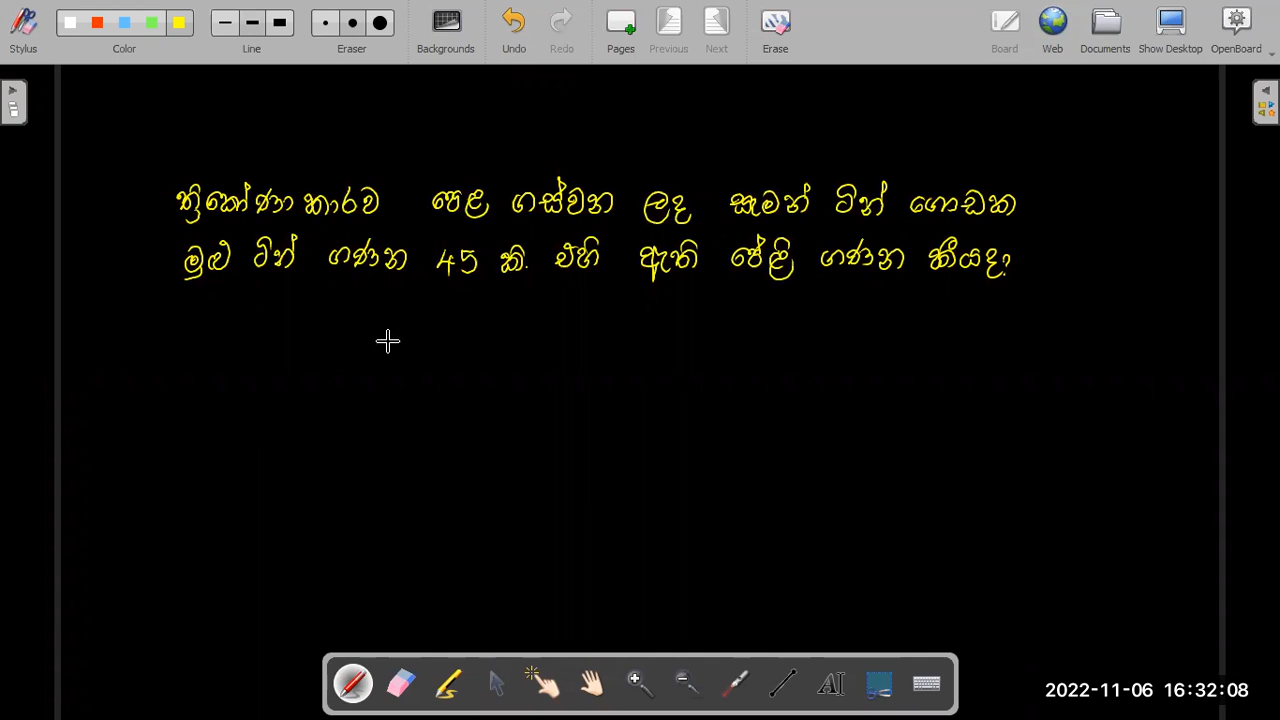 Stylus
Color
Line
Eraser
Backgrounds
Undo
Redo
Pages
Previous
Next
Erase
Board
Web
Documents
Show Desktop
OpenBoard
ත්‍රිකෝණාකාරව පෙළ ගස්වන ලද සැමන් ටින් ගොඩක
මුළු ටින් ගණන 45 කි. එහි ඇති පේළි ගණන කීයද?
2022-11-06 16:32:08